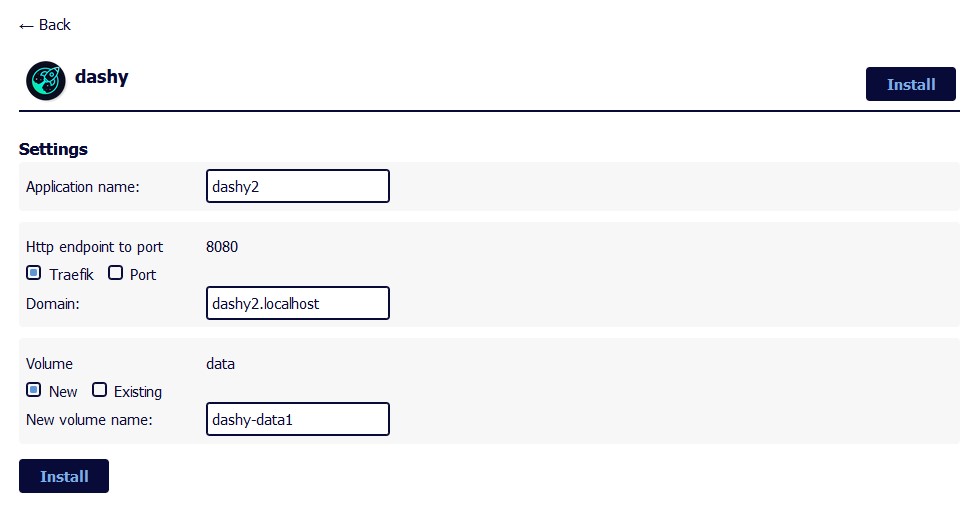 ← Back
dashy
Install
Settings
Application name: dashy2
Http endpoint to port 8080
Traefik Port
Domain: dashy2.localhost
Volume data
New Existing
New volume name: dashy-data1
Install